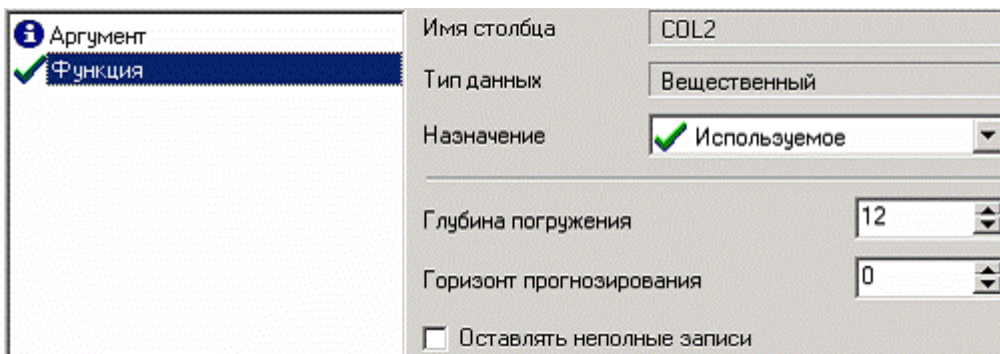 Аргумент
Функция
Имя столбца COL2
Тип данных Вещественный
Назначение Используемое
Глубина погружения 12
Горизонт прогнозирования 0
Оставлять неполные записи